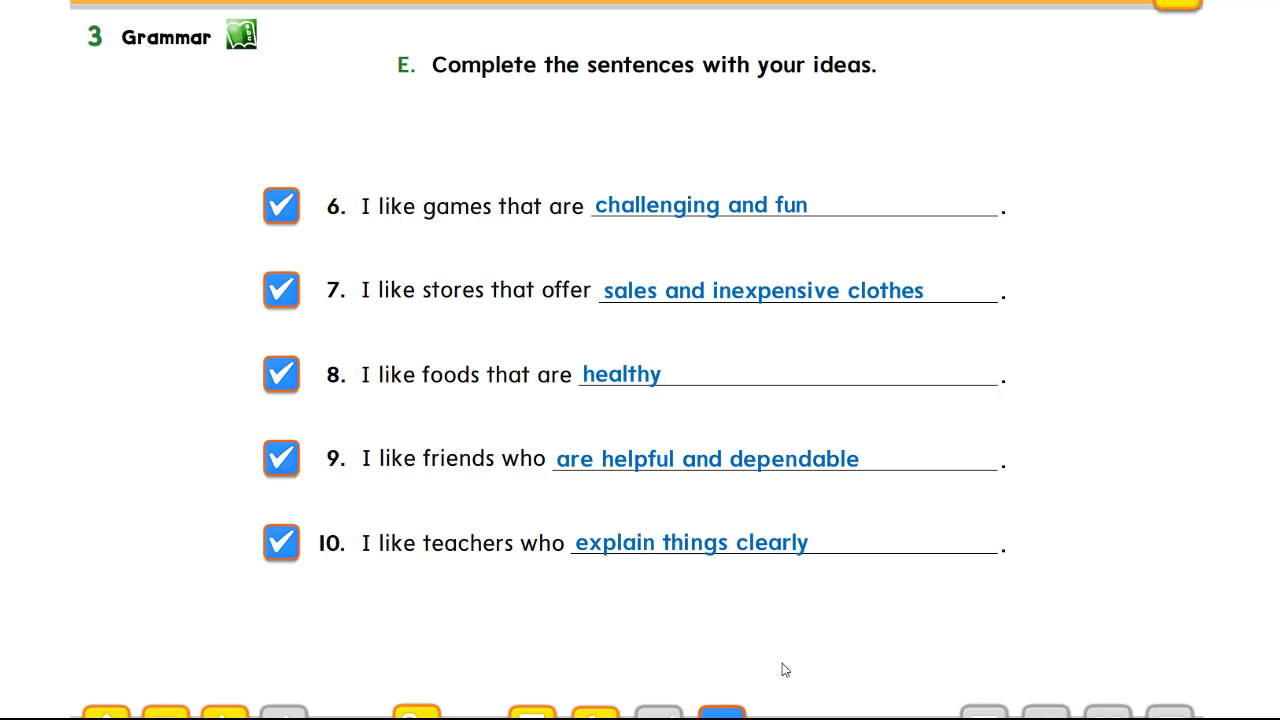 3 Grammar
E. Complete the sentences with your ideas.
6. I like games that are challenging and fun.
7. I like stores that offer sales and inexpensive clothes.
8. I like foods that are healthy.
9. I like friends who are helpful and dependable.
10. I like teachers who explain things clearly.